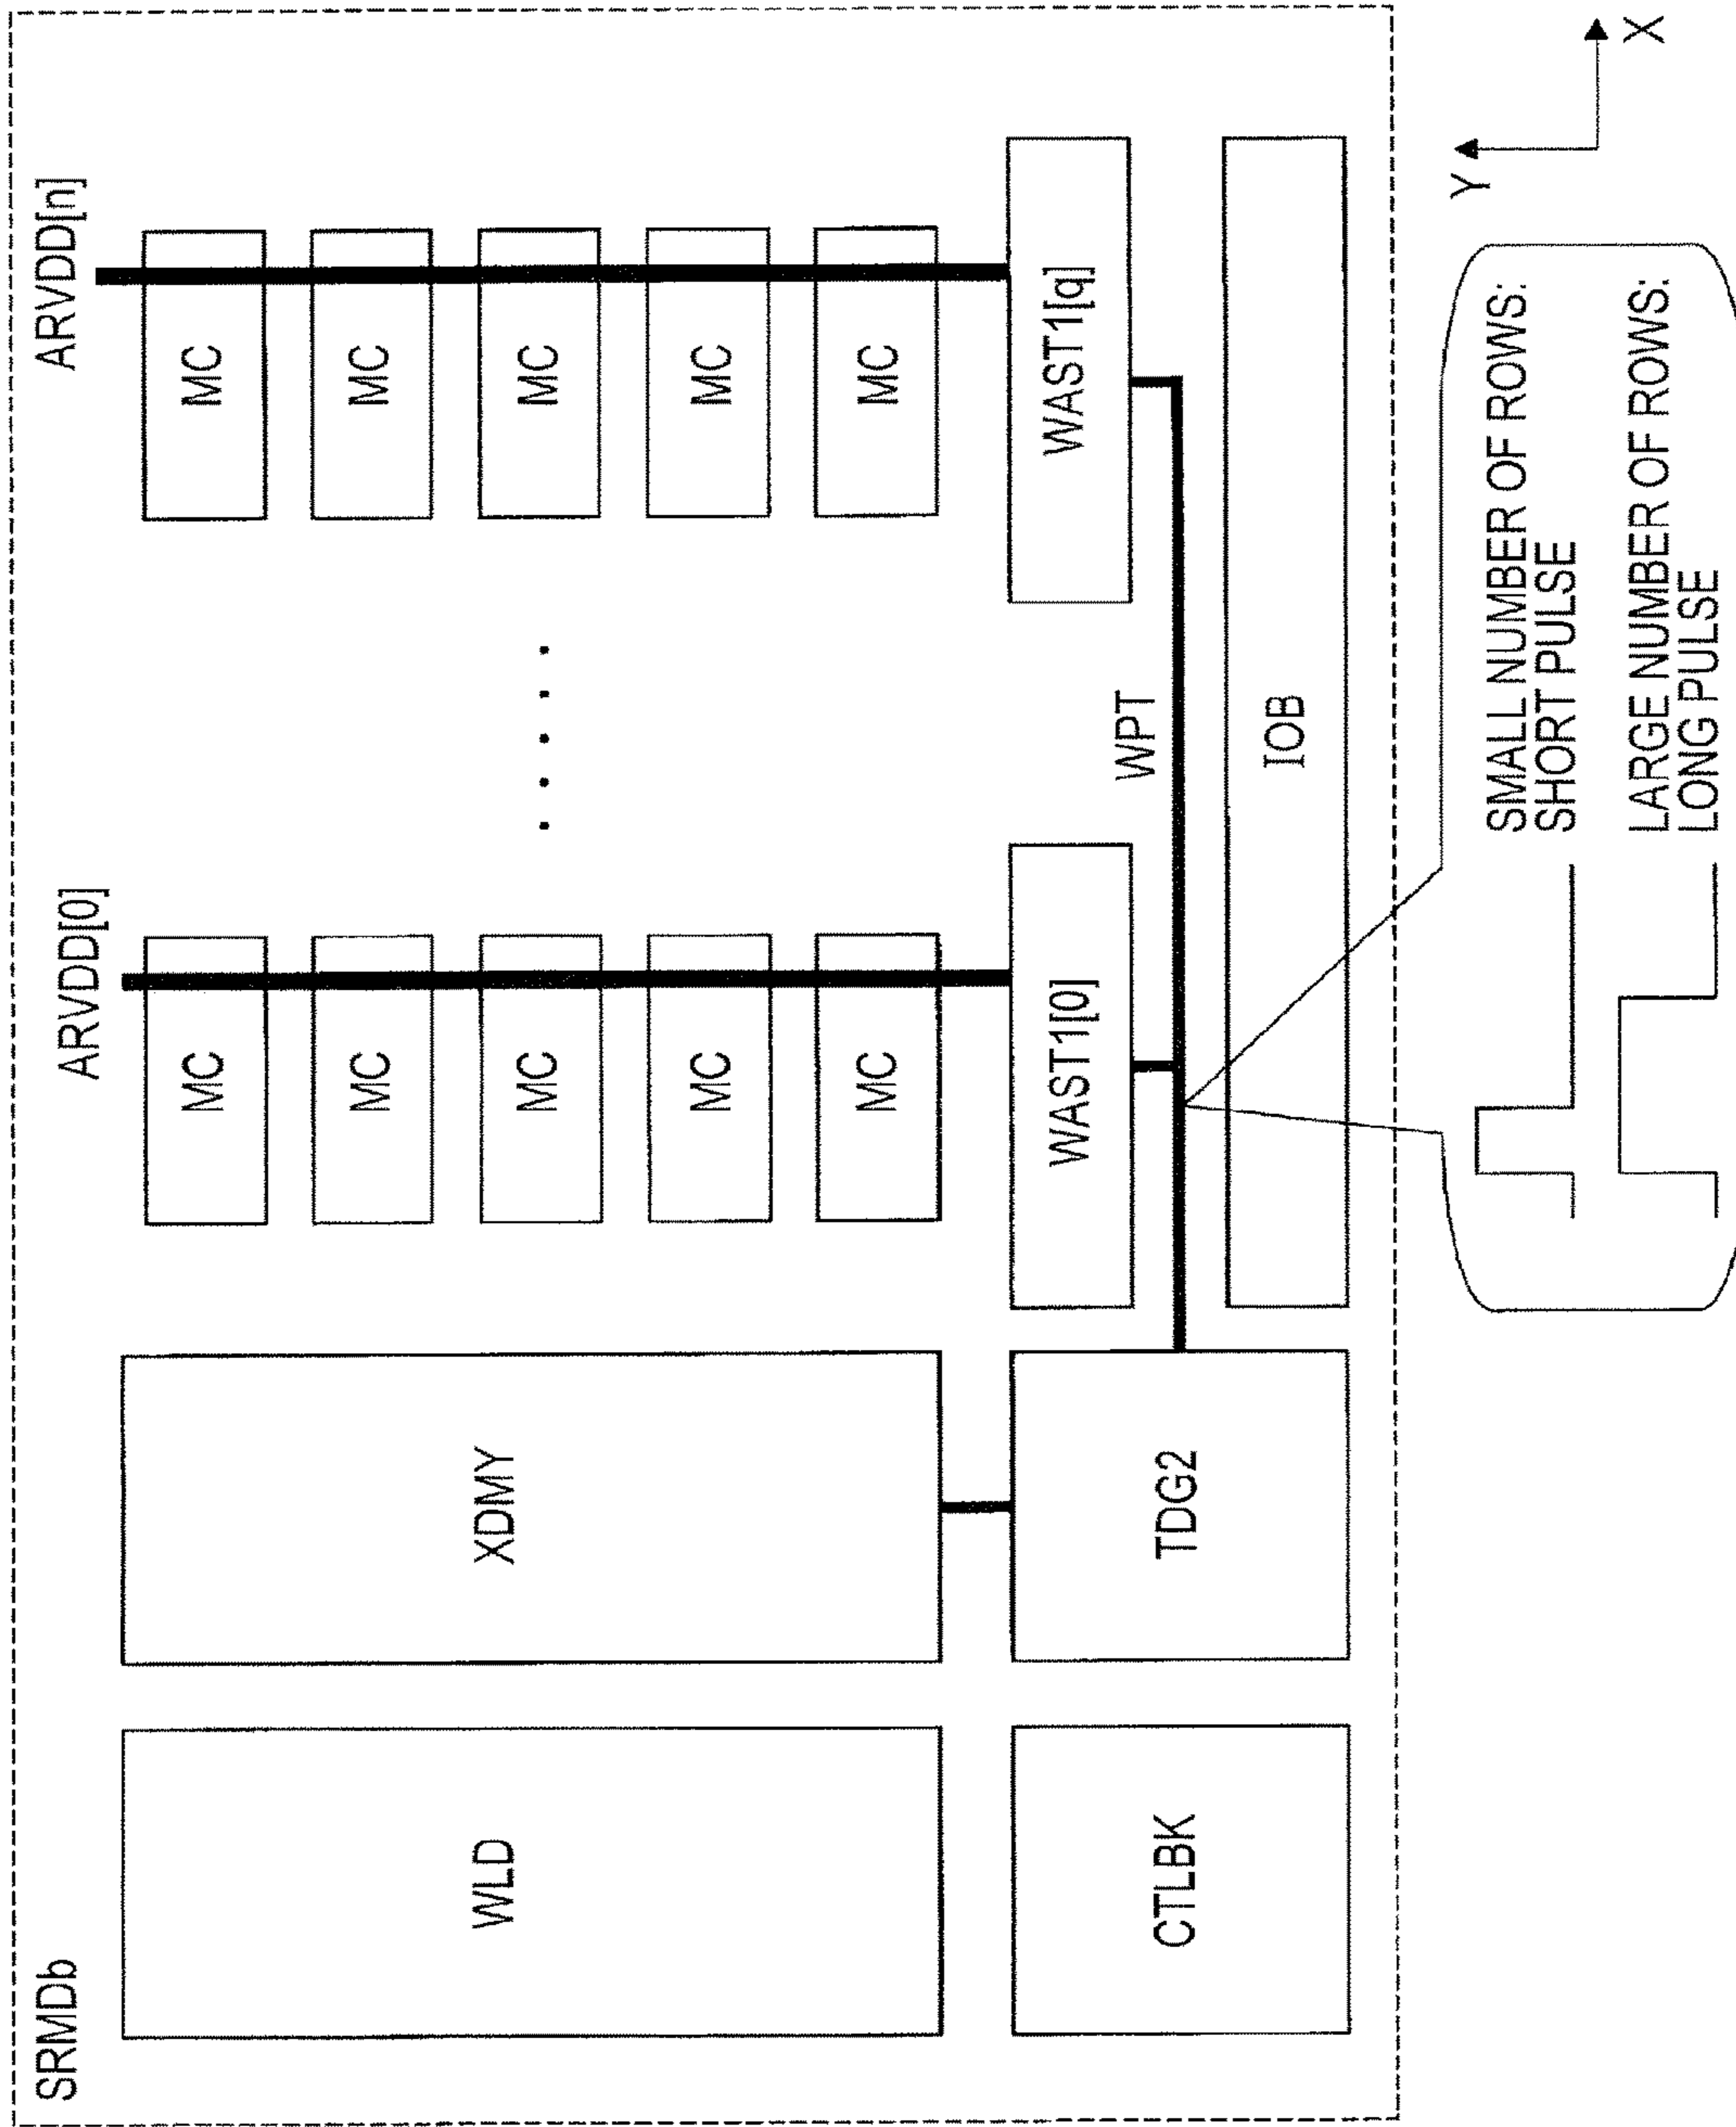 SRMDb
ARVDD[0]
ARVDD[n]
WLD
XDMY
MC
MC
MC
MC
MC
. . . . .
MC
MC
MC
MC
MC
CTLBK
TDG2
WAST1[0]
WAST1[q]
WPT
IOB
Y
X
SMALL NUMBER OF ROWS:
SHORT PULSE
LARGE NUMBER OF ROWS:
LONG PULSE